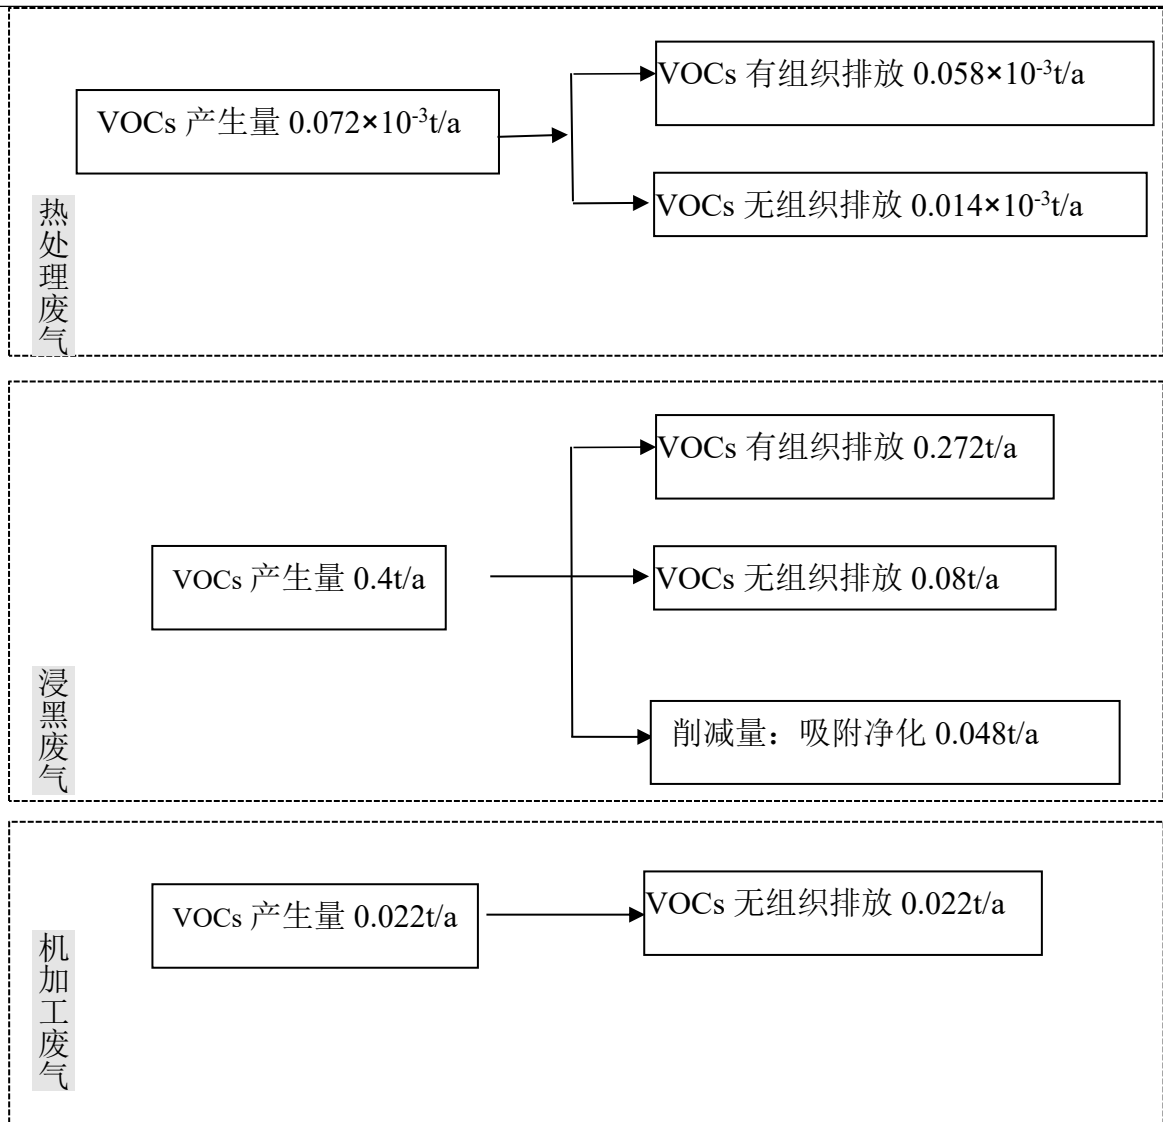 VOCs 有组织排放 0.058×10-3t/a
VOCs 产生量 0.072×10-3t/a
VOCs 无组织排放 0.014×10-3t/a
热处理废气
VOCs 有组织排放 0.272t/a
VOCs 产生量 0.4t/a
VOCs 无组织排放 0.08t/a
削减量：吸附净化 0.048t/a
浸黑废气
VOCs 产生量 0.022t/a
VOCs 无组织排放 0.022t/a
机加工废气